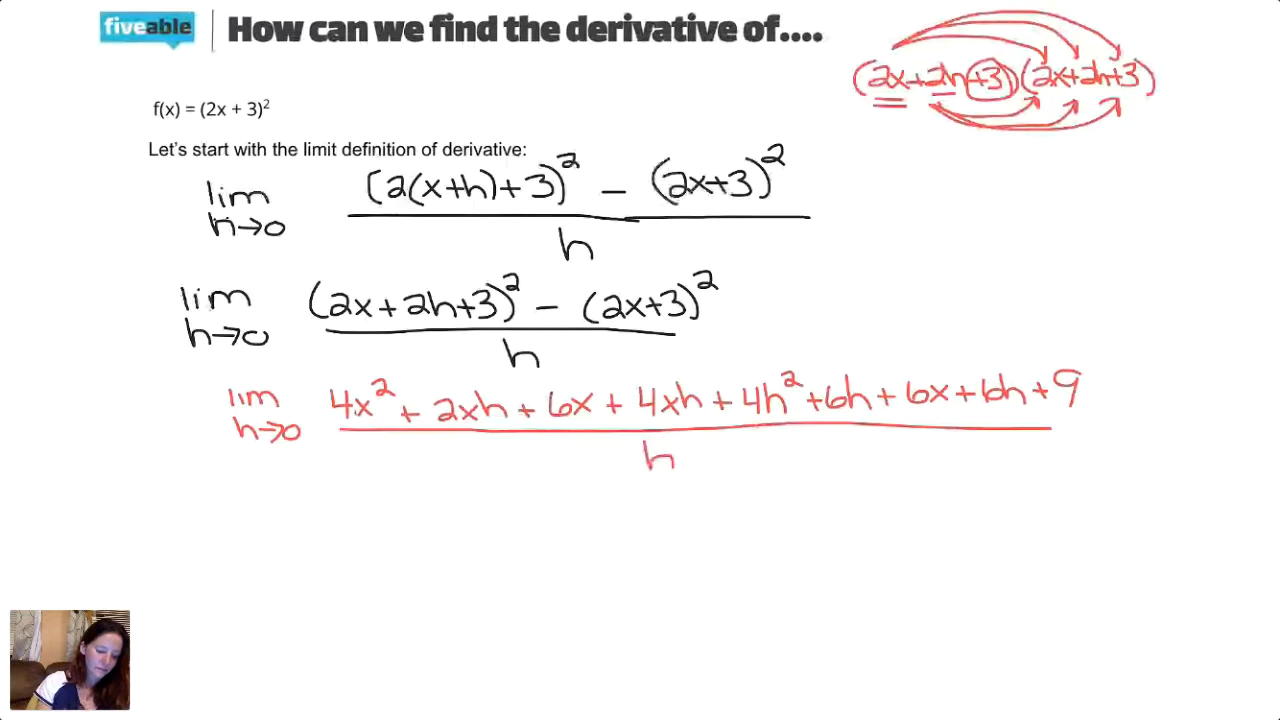 fiveable | How can we find the derivative of....
(2x+2h+3)(2x+2h+3)
f(x) = (2x + 3)²
Let's start with the limit definition of derivative:
lim h→0 (2(x+h)+3)² − (2x+3)²
h
lim h→0 (2x+2h+3)² − (2x+3)²
h
lim h→0 4x² + 2xh + 6x + 4xh + 4h² + 6h + 6x + 6h + 9
h